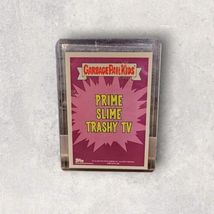 GARBAGE PAIL KIDS
PRIME
SLIME
TRASHY TV
Topps